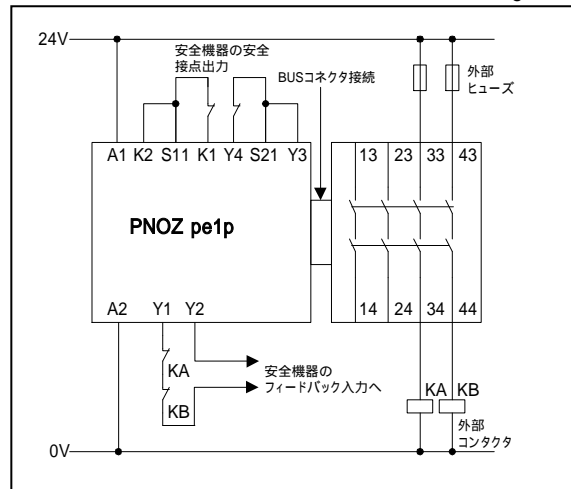 24V
安全機器の安全
接点出力
BUSコネクタ接続
外部
ヒューズ
A1 K2 S11 K1 Y4 S21 Y3
13 23 33 43
PNOZ pe1p
A2 Y1 Y2
14 24 34 44
KA
KB
安全機器の
フィードバック入力へ
KA KB
外部
コンタクタ
0V